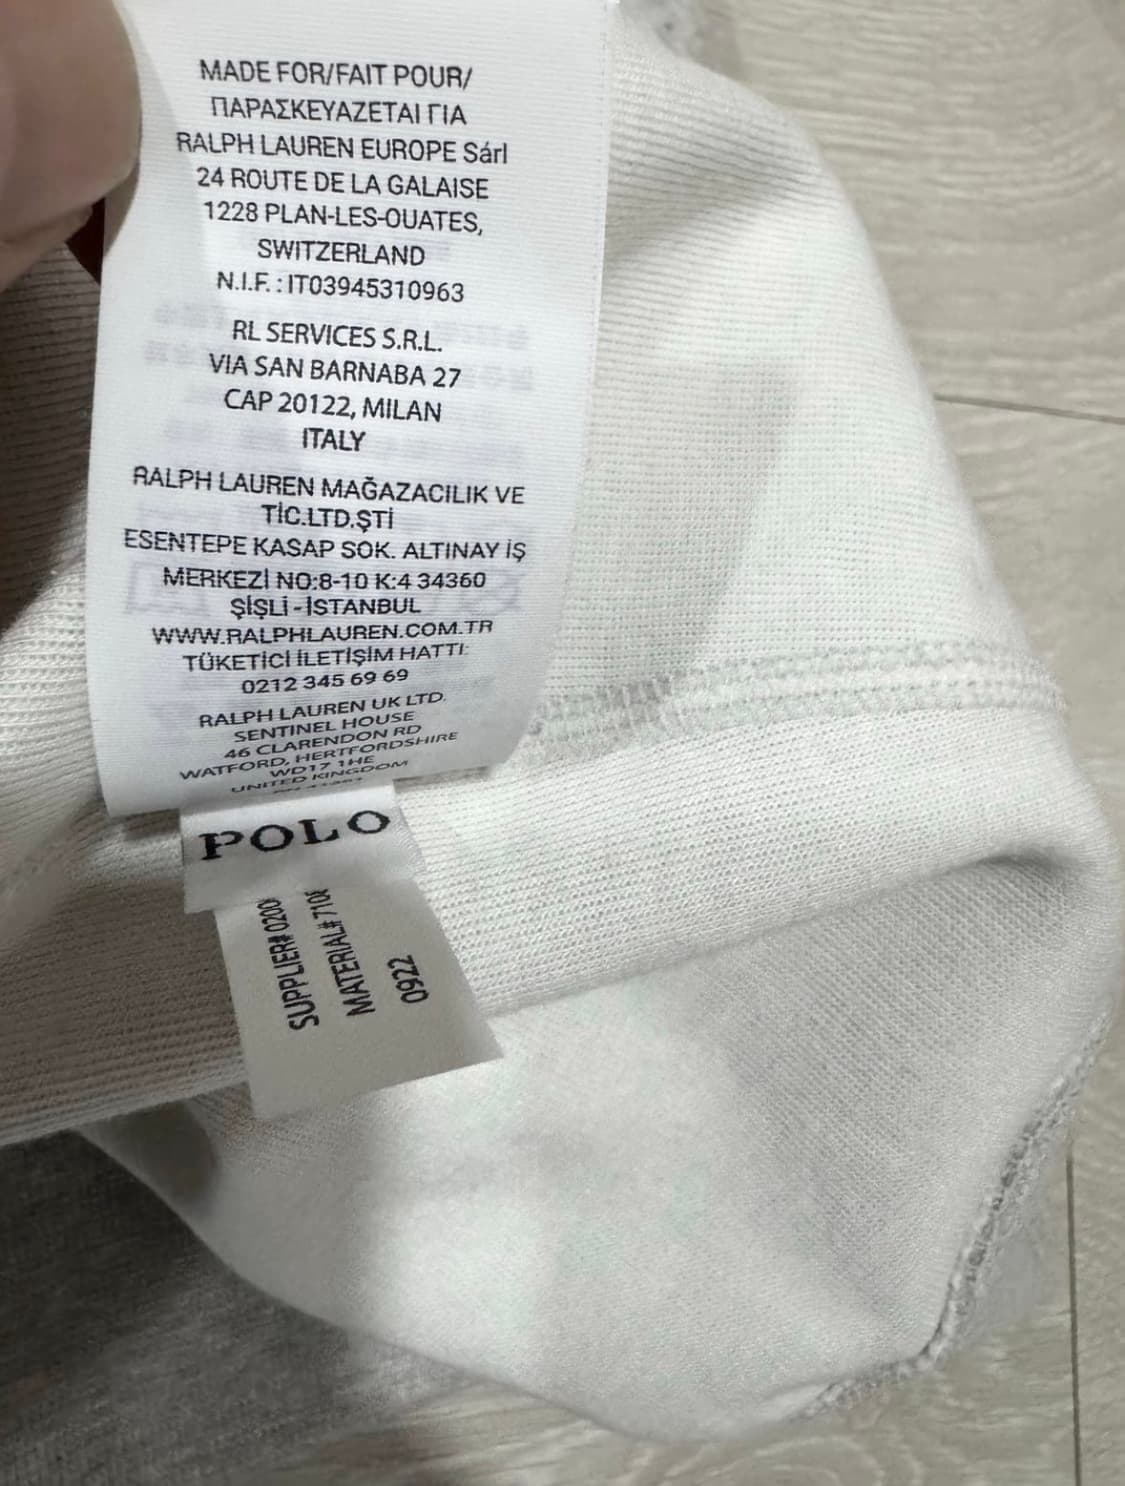 MADE FOR/FAIT POUR/
ΠΑΡΑΣΚΕΥΑΖΕΤΑΙ ΓΙΑ
RALPH LAUREN EUROPE Sárl
24 ROUTE DE LA GALAISE
1228 PLAN-LES-OUATES,
SWITZERLAND
N.I.F. : IT03945310963
RL SERVICES S.R.L.
VIA SAN BARNABA 27
CAP 20122, MILAN
ITALY
RALPH LAUREN MAĞAZACILIK VE
TİC.LTD.ŞTİ
ESENTEPE KASAP SOK. ALTINAY İŞ
MERKEZİ NO:8-10 K:4 34360
ŞİŞLİ - İSTANBUL
WWW.RALPHLAUREN.COM.TR
TÜKETİCİ İLETİŞİM HATTI:
0212 345 69 69
RALPH LAUREN UK LTD.
SENTINEL HOUSE
46 CLARENDON RD
WATFORD, HERTFORDSHIRE
WD17 1HE
UNITED KINGDOM
POLO
SUPPLIER# 0200
MATERIAL# 710
0922